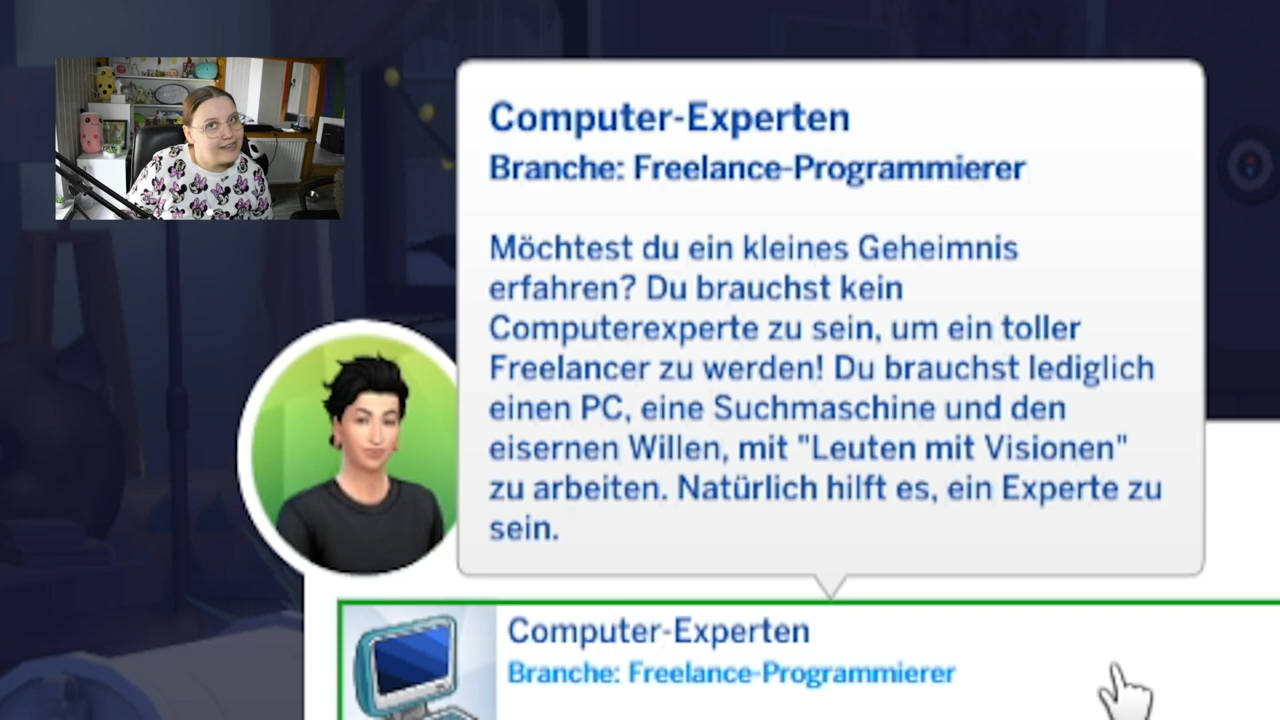 Computer-Experten
Branche: Freelance-Programmierer
Möchtest du ein kleines Geheimnis
erfahren? Du brauchst kein
Computerexperte zu sein, um ein toller
Freelancer zu werden! Du brauchst lediglich
einen PC, eine Suchmaschine und den
eisernen Willen, mit "Leuten mit Visionen"
zu arbeiten. Natürlich hilft es, ein Experte zu
sein.
Computer-Experten
Branche: Freelance-Programmierer